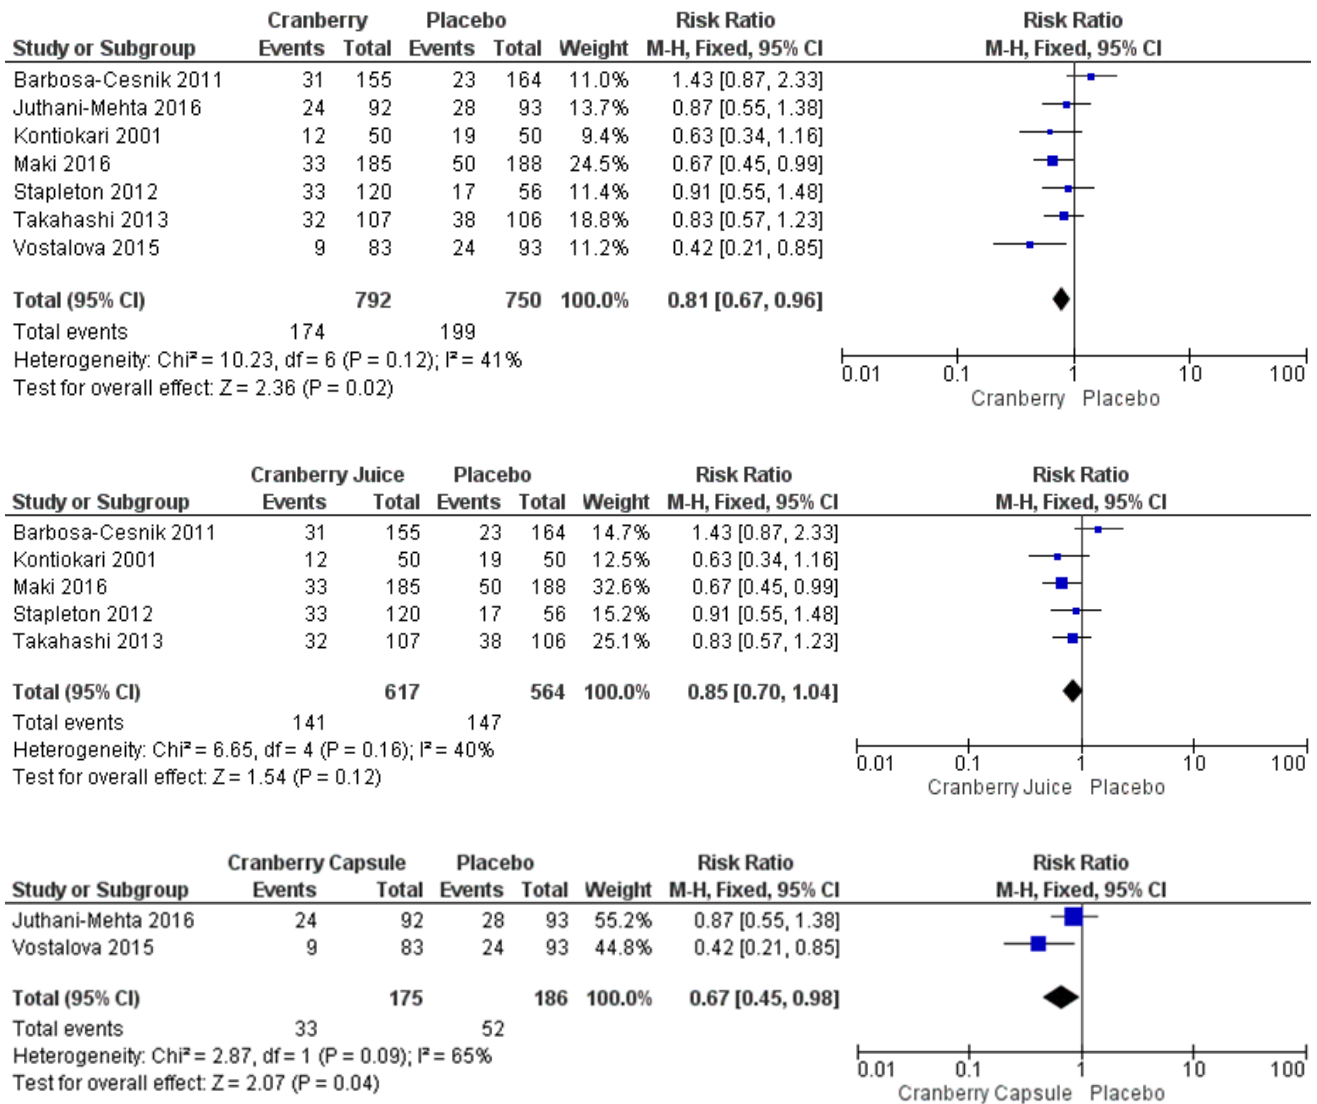 Cranberry Placebo Risk Ratio Risk Ratio
Study or Subgroup Events Total Events Total Weight M-H, Fixed, 95% CI M-H, Fixed, 95% CI
Barbosa-Cesnik 2011 31 155 23 164 11.0% 1.43 [0.87, 2.33]
Juthani-Mehta 2016 24 92 28 93 13.7% 0.87 [0.55, 1.38]
Kontiokari 2001 12 50 19 50 9.4% 0.63 [0.34, 1.16]
Maki 2016 33 185 50 188 24.5% 0.67 [0.45, 0.99]
Stapleton 2012 33 120 17 56 11.4% 0.91 [0.55, 1.48]
Takahashi 2013 32 107 38 106 18.8% 0.83 [0.57, 1.23]
Vostalova 2015 9 83 24 93 11.2% 0.42 [0.21, 0.85]
Total (95% CI) 792 750 100.0% 0.81 [0.67, 0.96]
Total events 174 199
Heterogeneity: Chi² = 10.23, df = 6 (P = 0.12); I² = 41%
Test for overall effect: Z = 2.36 (P = 0.02)
0.01 0.1 1 10 100
Cranberry Placebo
Cranberry Juice Placebo Risk Ratio Risk Ratio
Study or Subgroup Events Total Events Total Weight M-H, Fixed, 95% CI M-H, Fixed, 95% CI
Barbosa-Cesnik 2011 31 155 23 164 14.7% 1.43 [0.87, 2.33]
Kontiokari 2001 12 50 19 50 12.5% 0.63 [0.34, 1.16]
Maki 2016 33 185 50 188 32.6% 0.67 [0.45, 0.99]
Stapleton 2012 33 120 17 56 15.2% 0.91 [0.55, 1.48]
Takahashi 2013 32 107 38 106 25.1% 0.83 [0.57, 1.23]
Total (95% CI) 617 564 100.0% 0.85 [0.70, 1.04]
Total events 141 147
Heterogeneity: Chi² = 6.65, df = 4 (P = 0.16); I² = 40%
Test for overall effect: Z = 1.54 (P = 0.12)
0.01 0.1 1 10 100
Cranberry Juice Placebo
Cranberry Capsule Placebo Risk Ratio Risk Ratio
Study or Subgroup Events Total Events Total Weight M-H, Fixed, 95% CI M-H, Fixed, 95% CI
Juthani-Mehta 2016 24 92 28 93 55.2% 0.87 [0.55, 1.38]
Vostalova 2015 9 83 24 93 44.8% 0.42 [0.21, 0.85]
Total (95% CI) 175 186 100.0% 0.67 [0.45, 0.98]
Total events 33 52
Heterogeneity: Chi² = 2.87, df = 1 (P = 0.09); I² = 65%
Test for overall effect: Z = 2.07 (P = 0.04)
0.01 0.1 1 10 100
Cranberry Capsule Placebo